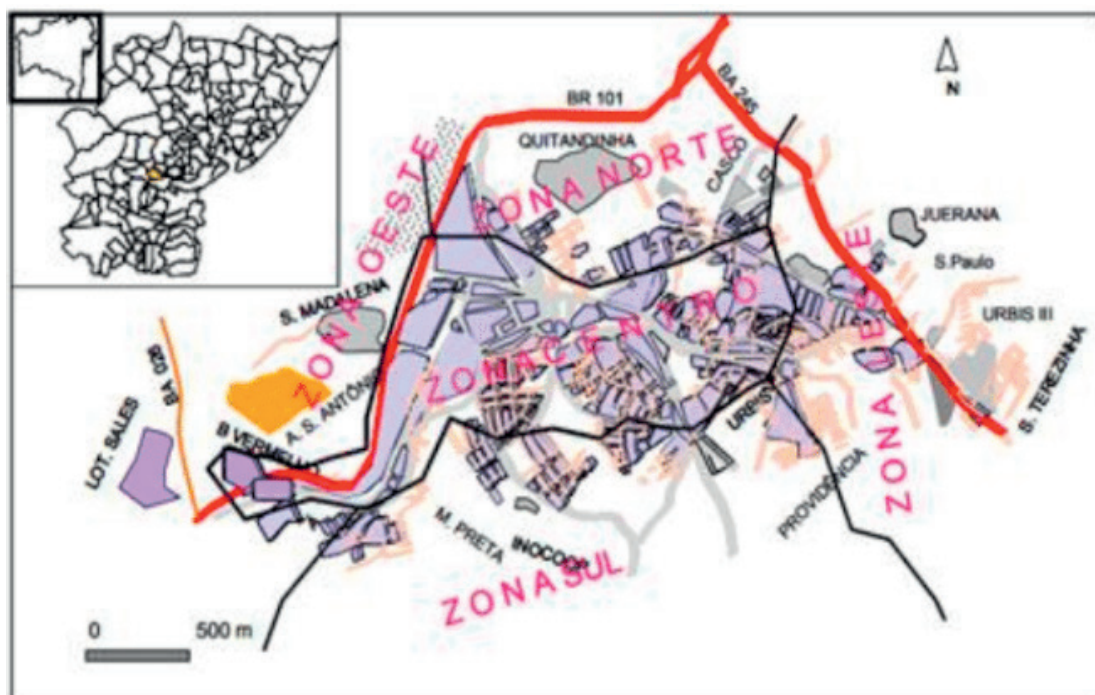 N
BR 101
BA 245
QUITANDINHA
ZONA NORTE
CASCO
ZONA OESTE
JUERANA
S.Paulo
S. MADALENA
URBIS III
ZONA CENTRO
ZONA LESTE
BA 026
A. S. ANTÔNIO
S. TEREZINHA
LOT. SALES
B VERMELHO
URBIS I
PROVIDÊNCIA
M. PRETA
INOCOOP
ZONA SUL
0 500 m